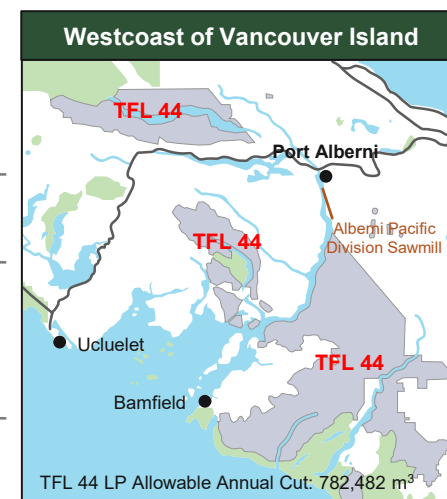 Westcoast of Vancouver Island
TFL 44
Port Alberni
Alberni Pacific
Division Sawmill
TFL 44
Ucluelet
TFL 44
Bamfield
TFL 44 LP Allowable Annual Cut: 782,482 m³